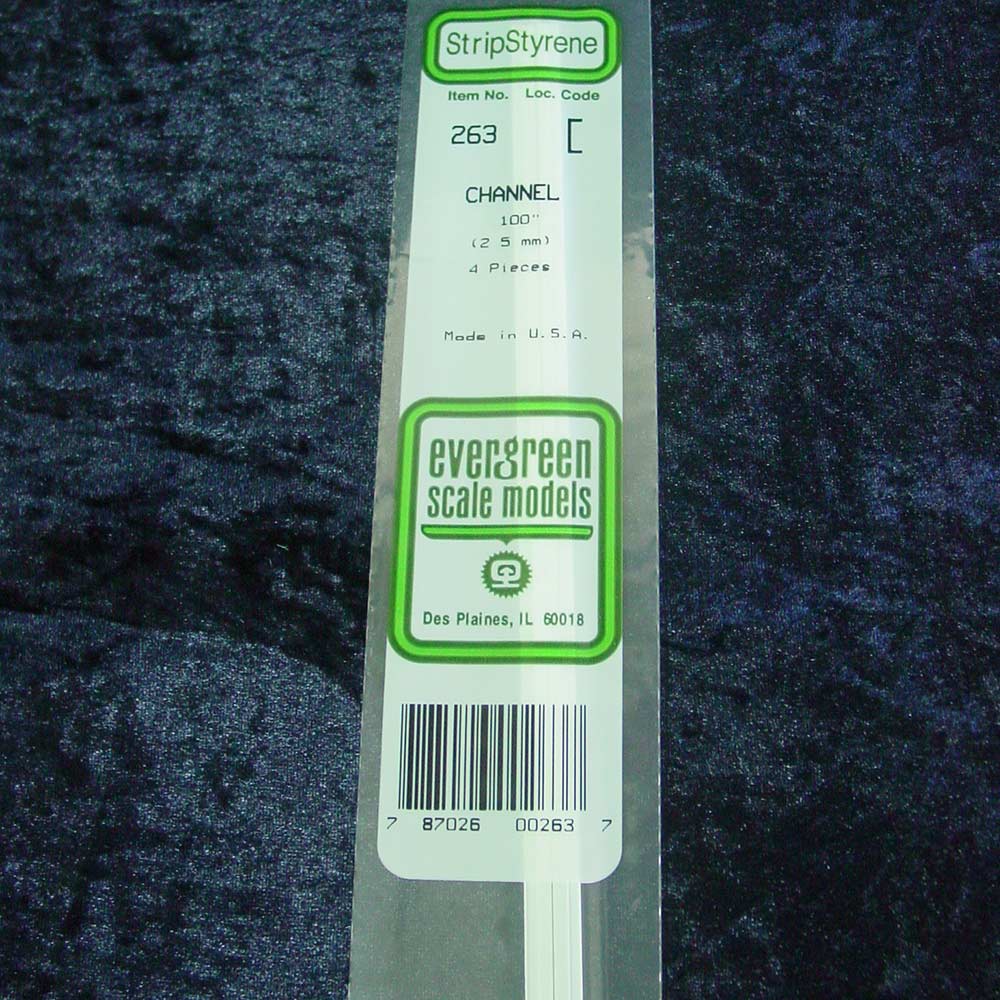 StripStyrene
Item No. Loc. Code
263 [
CHANNEL
100"
(2 5 mm)
4 Pieces
Made in U.S.A.
evergreen
scale models
Des Plaines, IL 60018
7 87026 00263 7